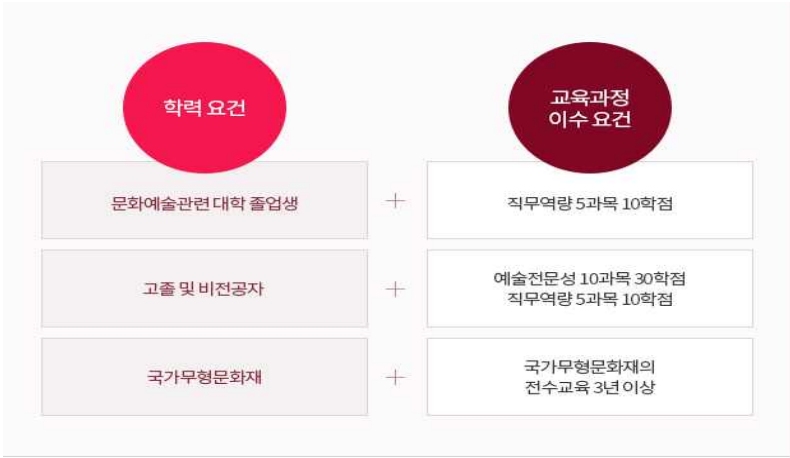 학력 요건
교육과정
이수 요건
문화예술관련 대학 졸업생
+
직무역량 5과목 10학점
고졸 및 비전공자
+
예술전문성 10과목 30학점
직무역량 5과목 10학점
국가무형문화재
+
국가무형문화재의
전수교육 3년 이상